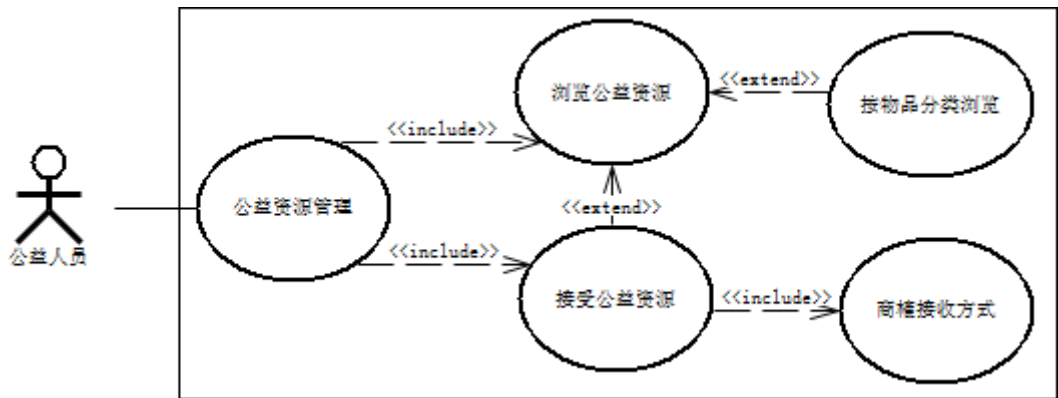 浏览公益资源
<<extend>>
按物品分类浏览
<<include>>
公益资源管理
<<extend>>
公益人员
<<include>>
接受公益资源
<<include>>
商榷接收方式